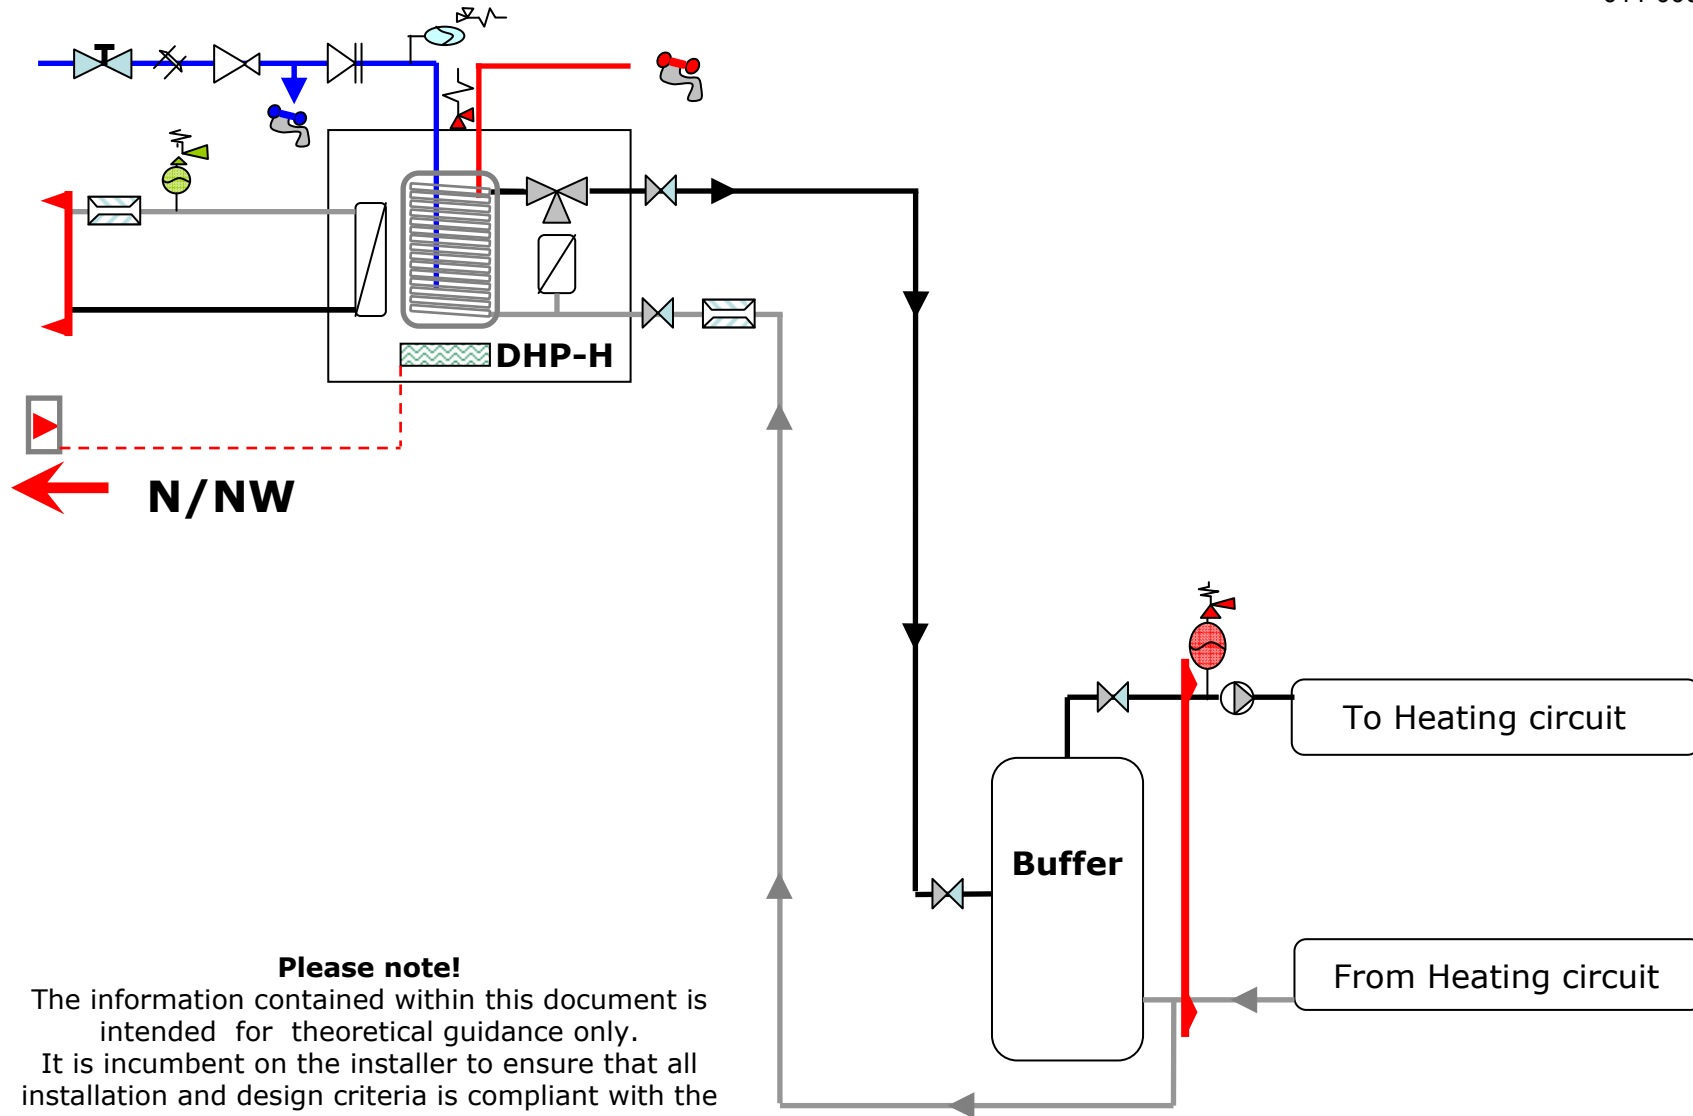 DHP-H
N/NW
To Heating circuit
Buffer
From Heating circuit
Please note!
The information contained within this document is
intended for theoretical guidance only.
It is incumbent on the installer to ensure that all
installation and design criteria is compliant with the